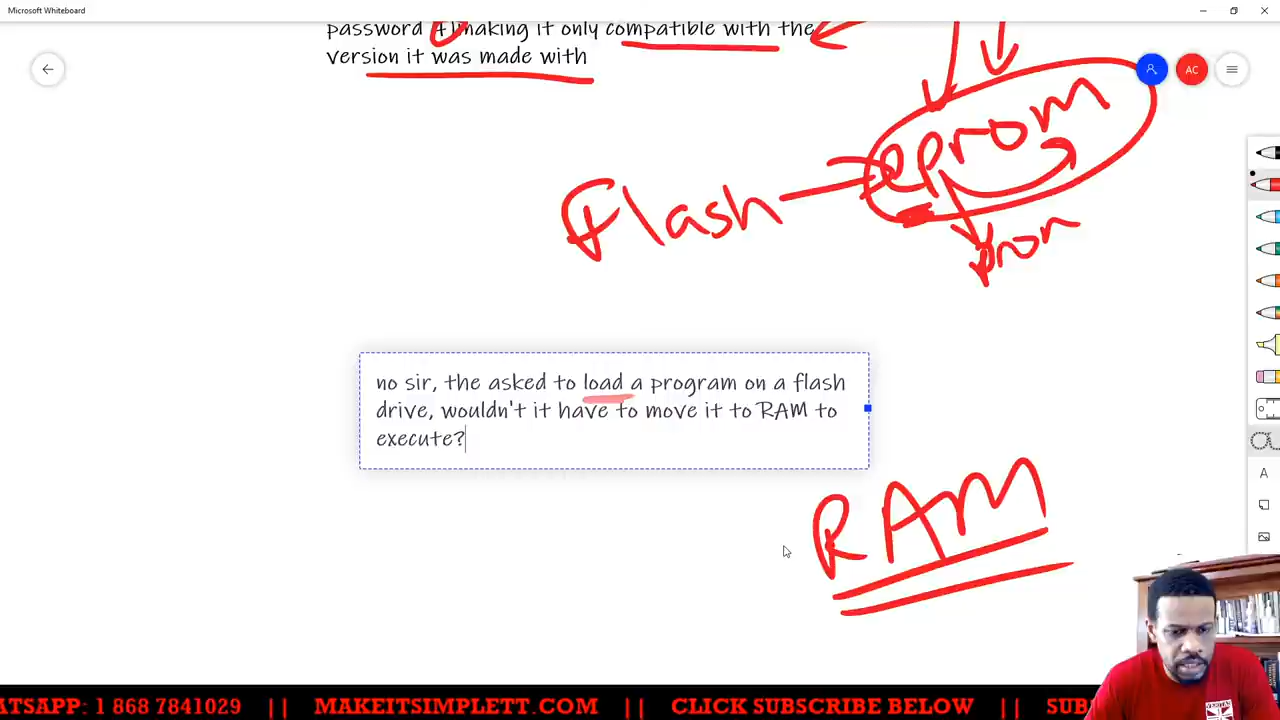 Microsoft Whiteboard
password making it only compatible with the
version it was made with
AC
eprom
Flash
prom
no sir, the asked to load a program on a flash
drive, wouldn't it have to move it to RAM to
execute?
RAM
A
VERITAS
ATSAPP: 1 868 7841029 || MAKEITSIMPLETT.COM || CLICK SUBSCRIBE BELOW || SUB